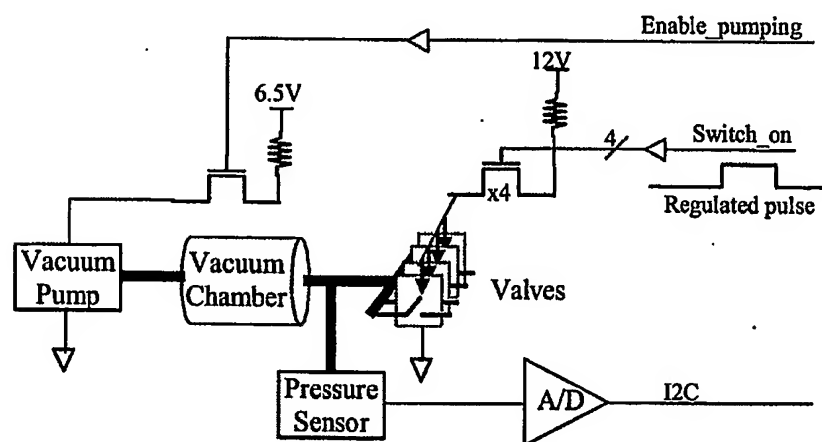 Enable_pumping
12V
6.5V
4
Switch_on
x4
Regulated pulse
Vacuum
Pump
Vacuum
Chamber
Valves
Pressure
Sensor
A/D
I2C